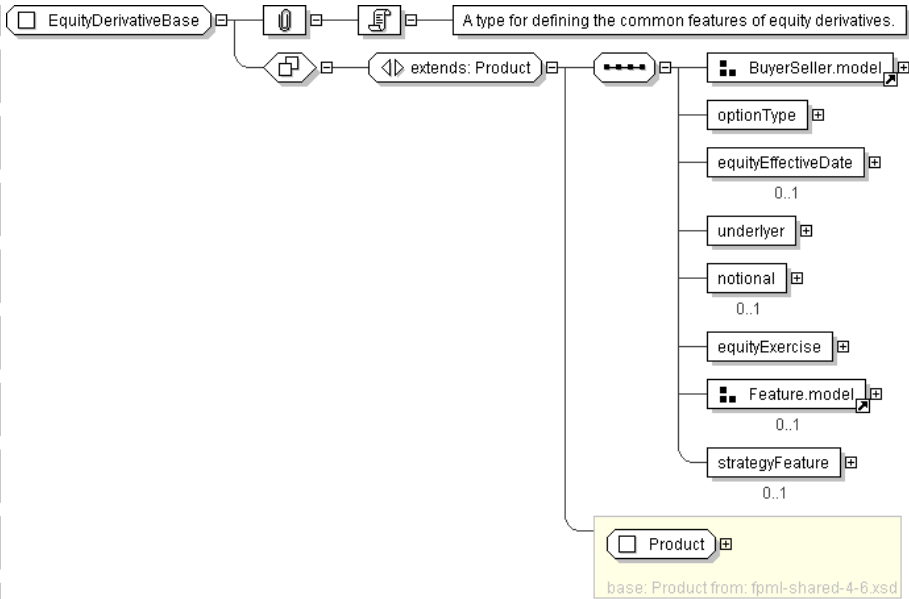 EquityDerivativeBase
A type for defining the common features of equity derivatives.
extends: Product
BuyerSeller.model
optionType
equityEffectiveDate
0..1
underlyer
notional
0..1
equityExercise
Feature.model
0..1
strategyFeature
0..1
Product
base: Product from: fpml-shared-4-6.xsd